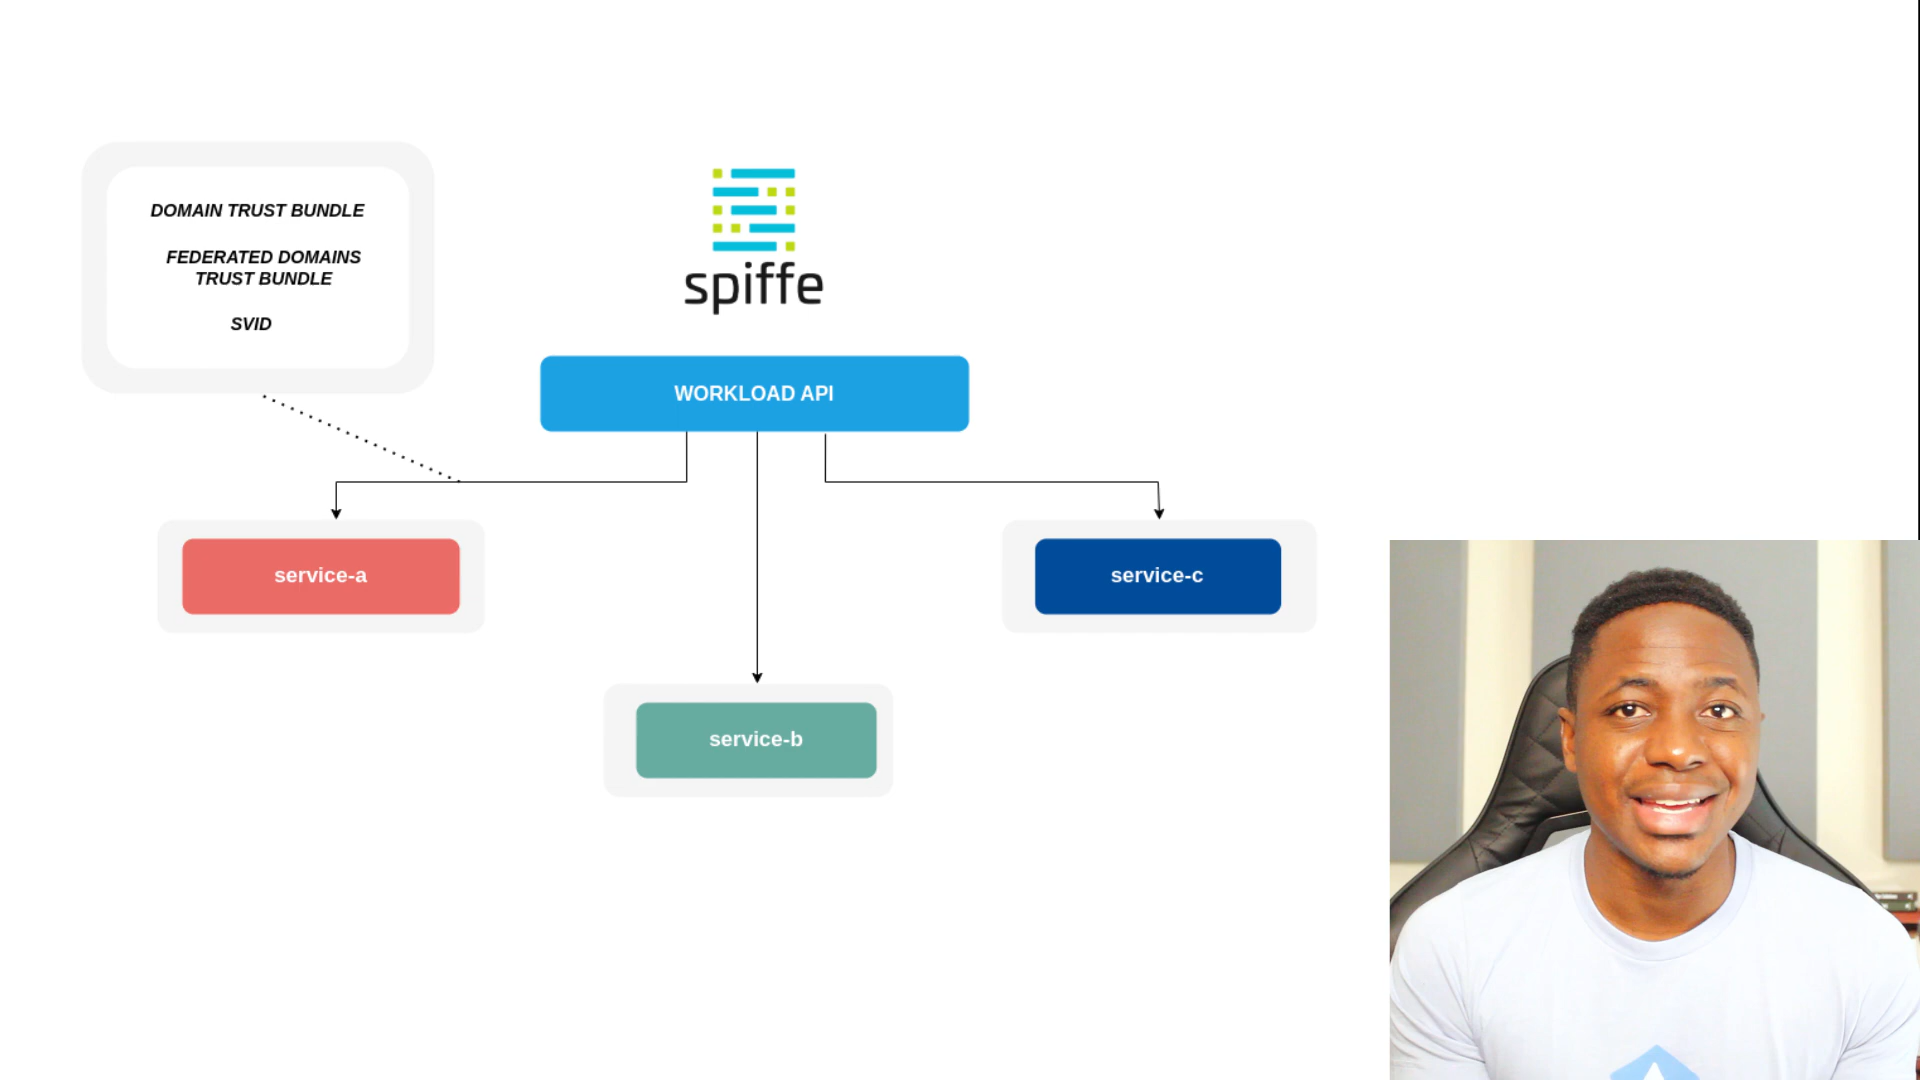 DOMAIN TRUST BUNDLE
FEDERATED DOMAINS
TRUST BUNDLE
SVID
spiffe
WORKLOAD API
service-a
service-c
service-b